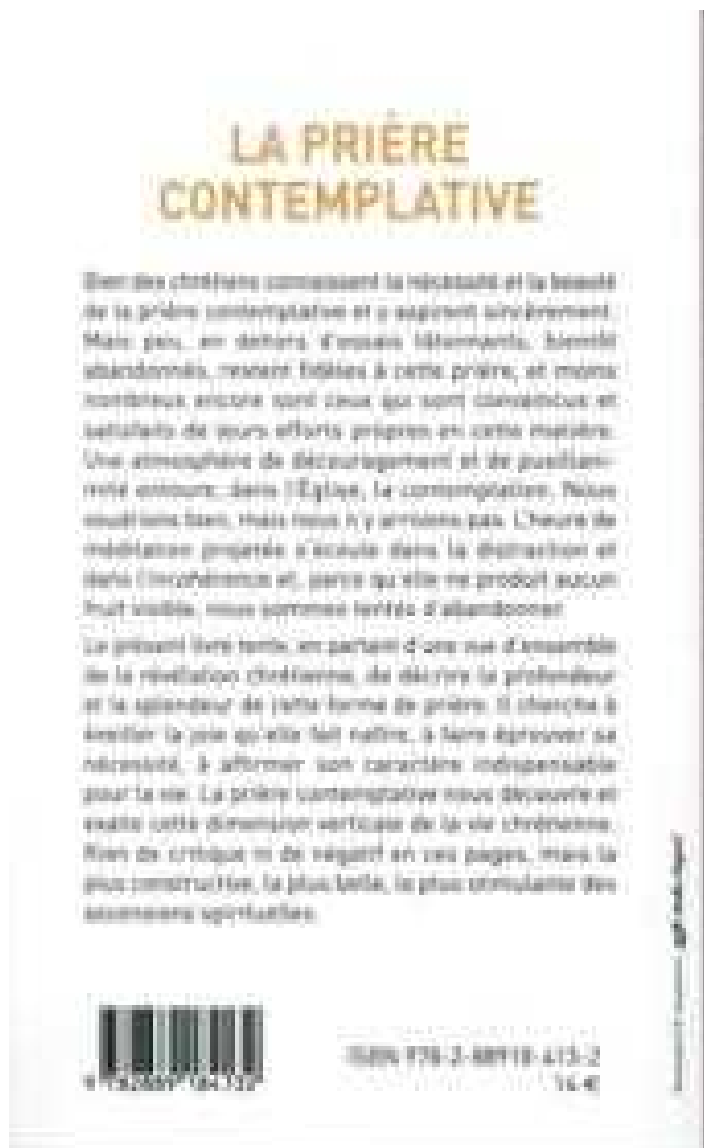 LA PRIÈRE
CONTEMPLATIVE
Bien des chrétiens connaissent la nécessité et la beauté
de la prière contemplative et y aspirent sincèrement.
Mais peu, en dehors d'essais tâtonnants, bientôt
abandonnés, restent fidèles à cette prière, et moins
nombreux encore sont ceux qui sont convaincus et
satisfaits de leurs efforts propres en cette matière.
Une atmosphère de découragement et de pusillani-
mité entoure, dans l'Église, la contemplation. Nous
voudrions bien, mais nous n'y arrivons pas. L'heure de
méditation projetée s'écoule dans la distraction et
dans l'incohérence et, parce qu'elle ne produit aucun
fruit visible, nous sommes tentés d'abandonner.
Le présent livre tente, en partant d'une vue d'ensemble
de la révélation chrétienne, de décrire la profondeur
et la splendeur de cette forme de prière. Il cherche à
éveiller la joie qu'elle fait naître, à faire éprouver sa
nécessité, à affirmer son caractère indispensable
pour la vie. La prière contemplative nous découvre et
exalte cette dimension verticale de la vie chrétienne.
Rien de critique ni de négatif en ces pages, mais la
plus constructive, la plus belle, la plus stimulante des
ascensions spirituelles.
ISBN 978-2-88918-